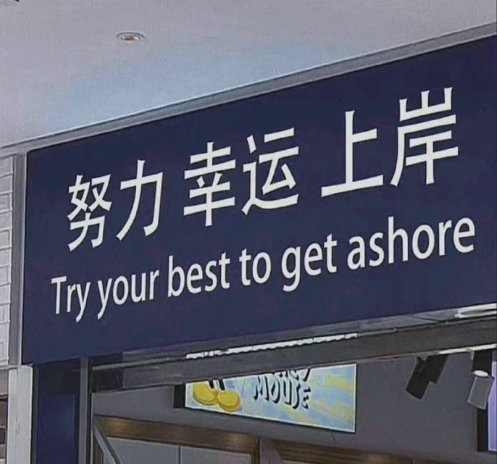 努力 幸运 上岸
Try your best to get ashore
MOUSE